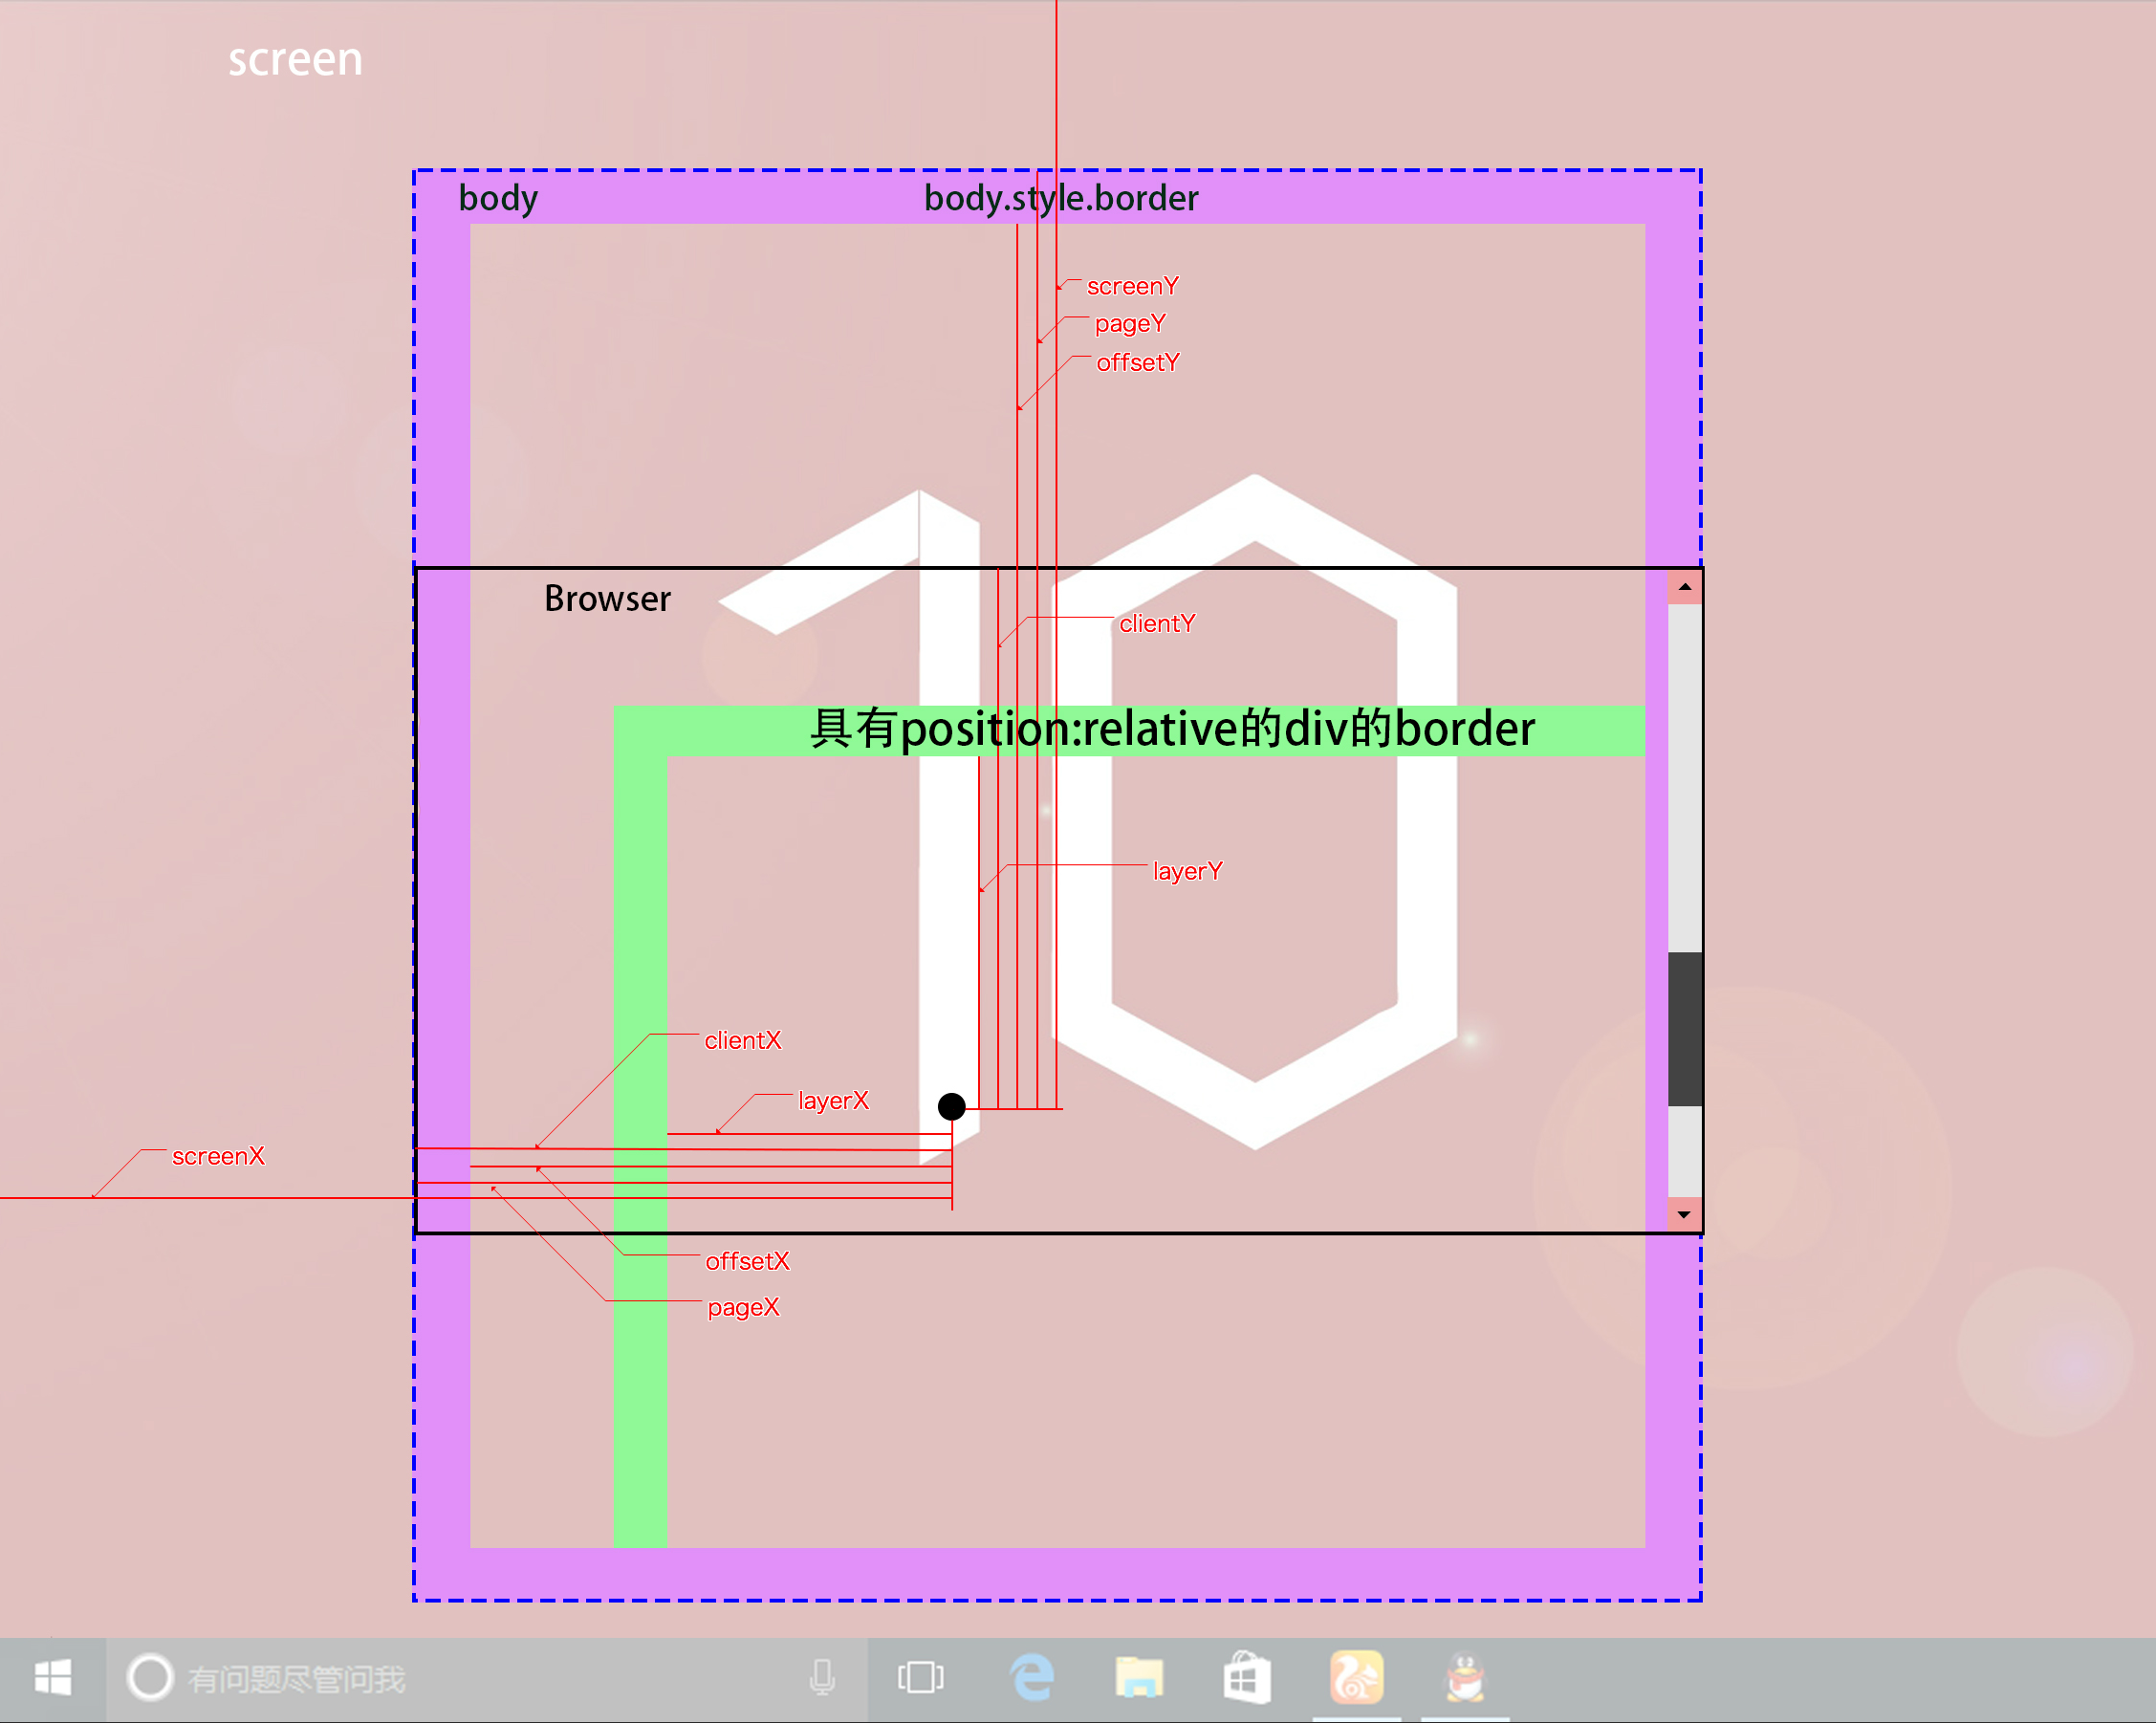 screen
body
body.style.border
screenY
pageY
offsetY
Browser
clientY
具有position:relative的div的border
layerY
clientX
layerX
screenX
offsetX
pageX
有问题尽管问我